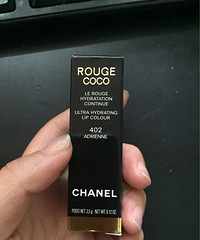 ROUGE
COCO
LE ROUGE
HYDRATATION
CONTINUE
ULTRA HYDRATING
LIP COLOUR
402
ADRIENNE
CHANEL
POIDS NET 3.5 g - NET WT. 0.12 OZ.